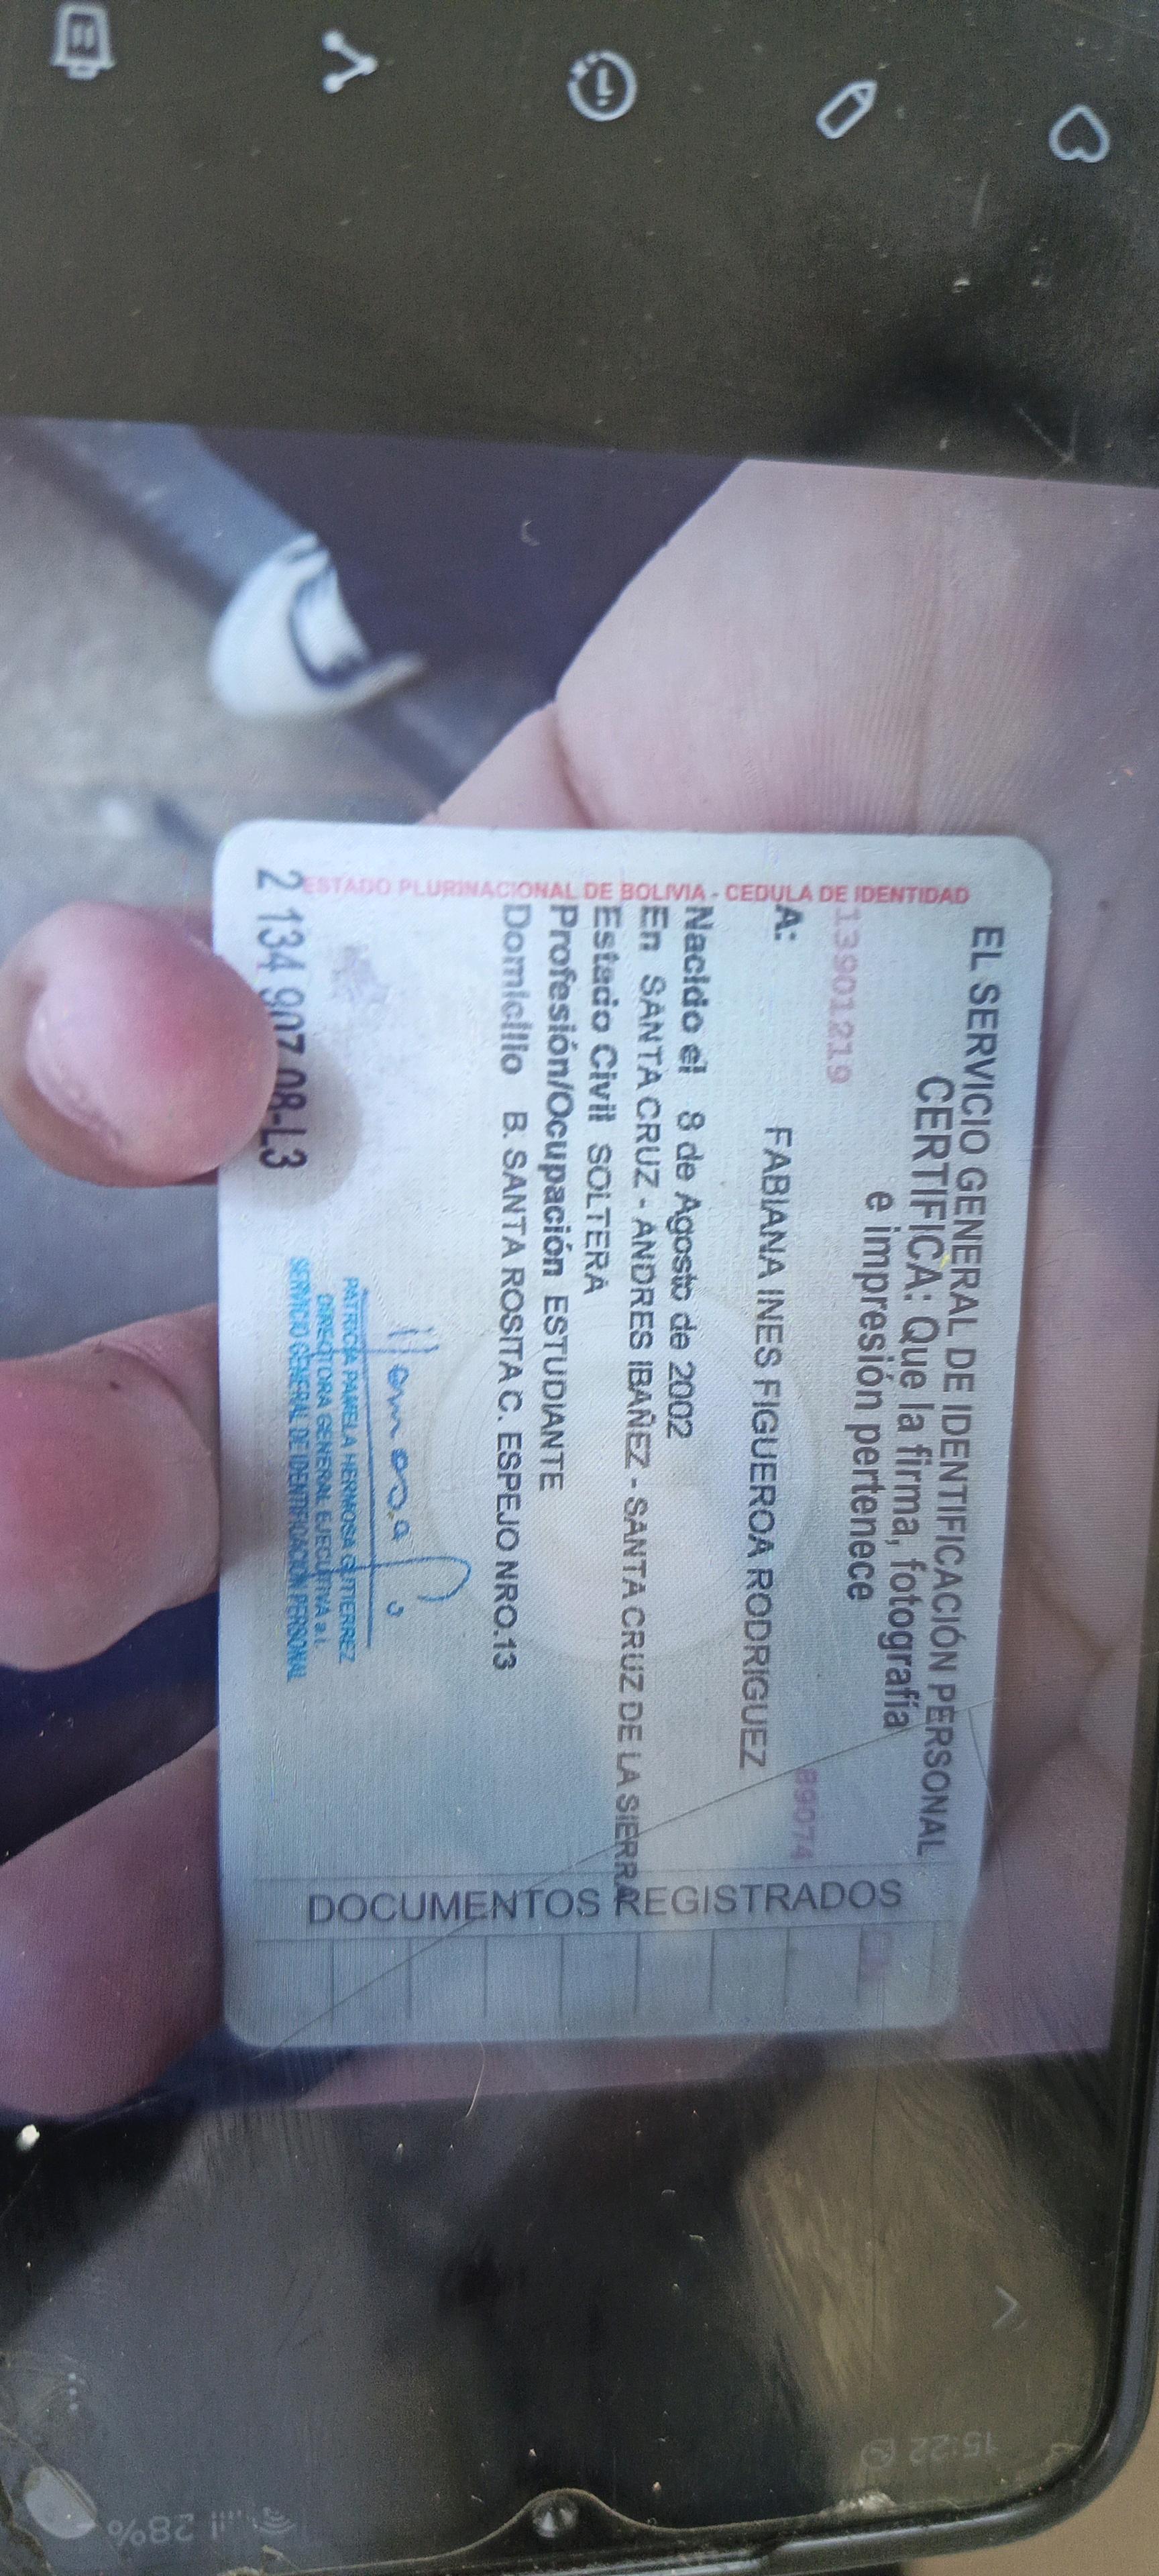 EL SERVICIO GENERAL DE IDENTIFICACIÓN PERSONAL
CERTIFICA: Que la firma, fotografía
e impresión pertenece
13901219
89074
A: FABIANA INES FIGUEROA RODRIGUEZ
Nacido el 8 de Agosto de 2002
En SANTA CRUZ - ANDRES IBAÑEZ - SANTA CRUZ DE LA SIERRA
Estado Civil SOLTERA
Profesión/Ocupación ESTUDIANTE
Domicilio B. SANTA ROSITA C. ESPEJO NRO.13
PATRICIA PAMELA HERMOSA GUTIERREZ
DIRECTORA GENERAL EJECUTIVA a.i.
SERVICIO GENERAL DE IDENTIFICACIÓN PERSONAL
2 134 907 08-L3
ESTADO PLURINACIONAL DE BOLIVIA - CEDULA DE IDENTIDAD
DOCUMENTOS REGISTRADOS
15:22
28%